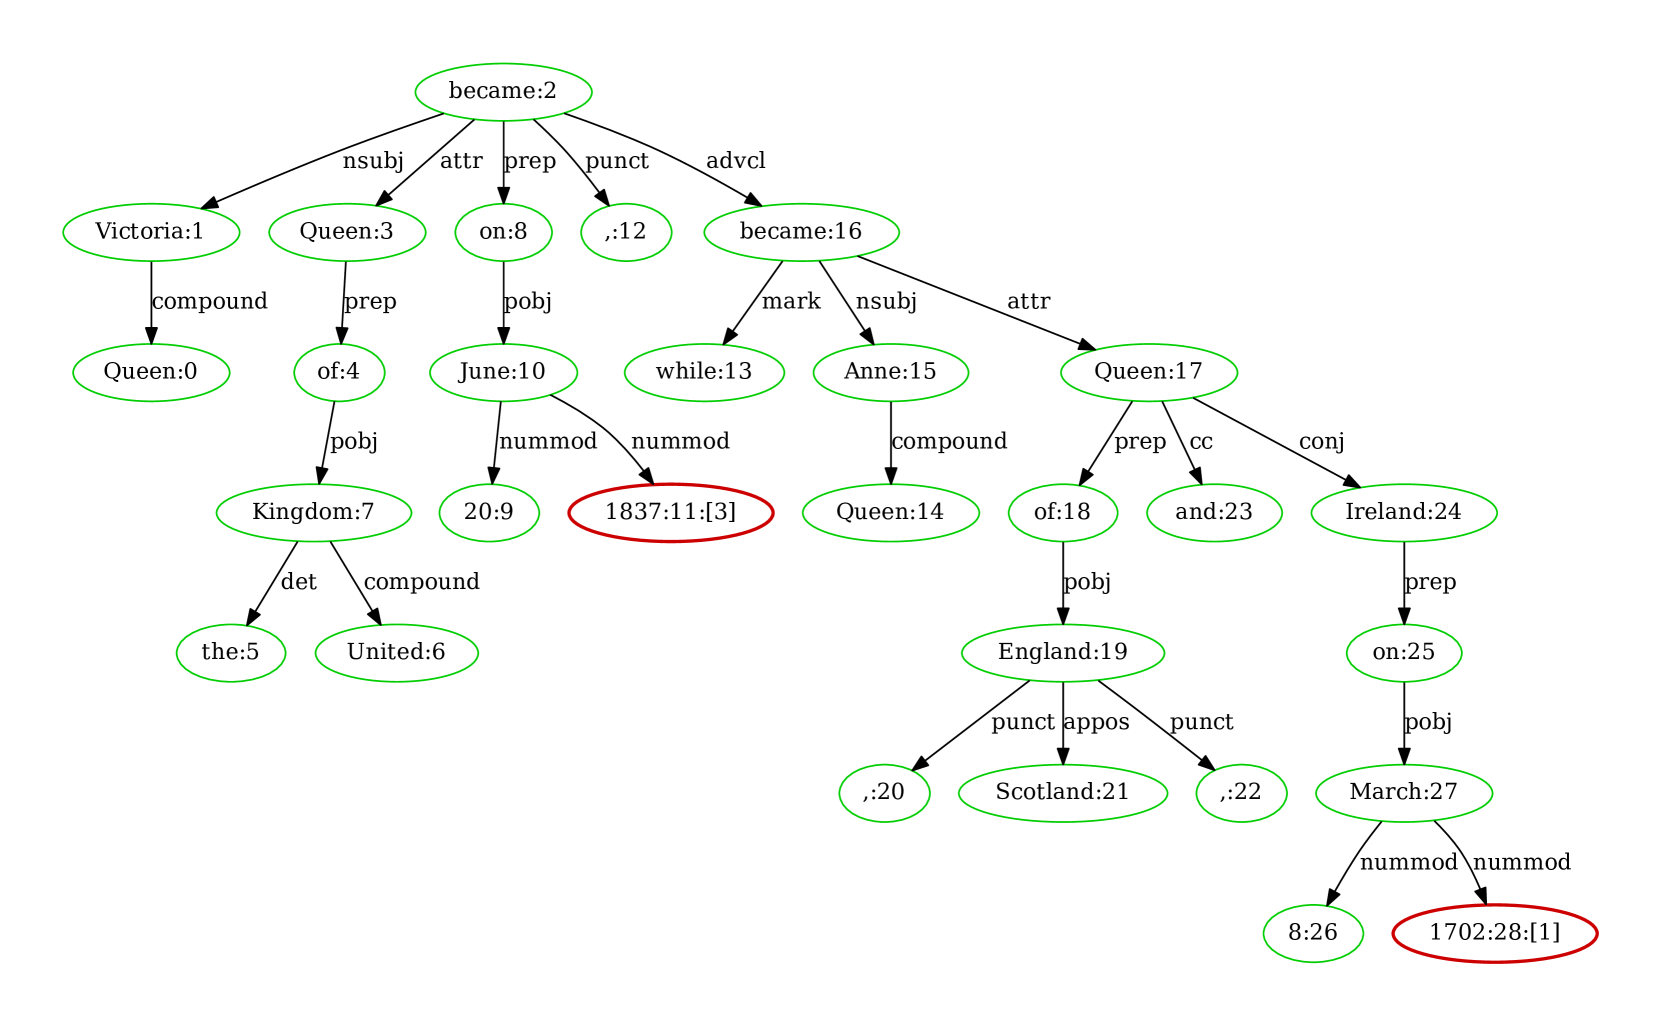 became:2
nsubj attr prep punct advcl
Victoria:1 Queen:3 on:8 ,:12 became:16
compound prep pobj mark nsubj attr
Queen:0 of:4 June:10 while:13 Anne:15 Queen:17
pobj nummod nummod compound prep cc conj
Kingdom:7 20:9 1837:11:[3] Queen:14 of:18 and:23 Ireland:24
det compound pobj prep
the:5 United:6 England:19 on:25
punct appos punct pobj
,:20 Scotland:21 ,:22 March:27
nummod nummod
8:26 1702:28:[1]